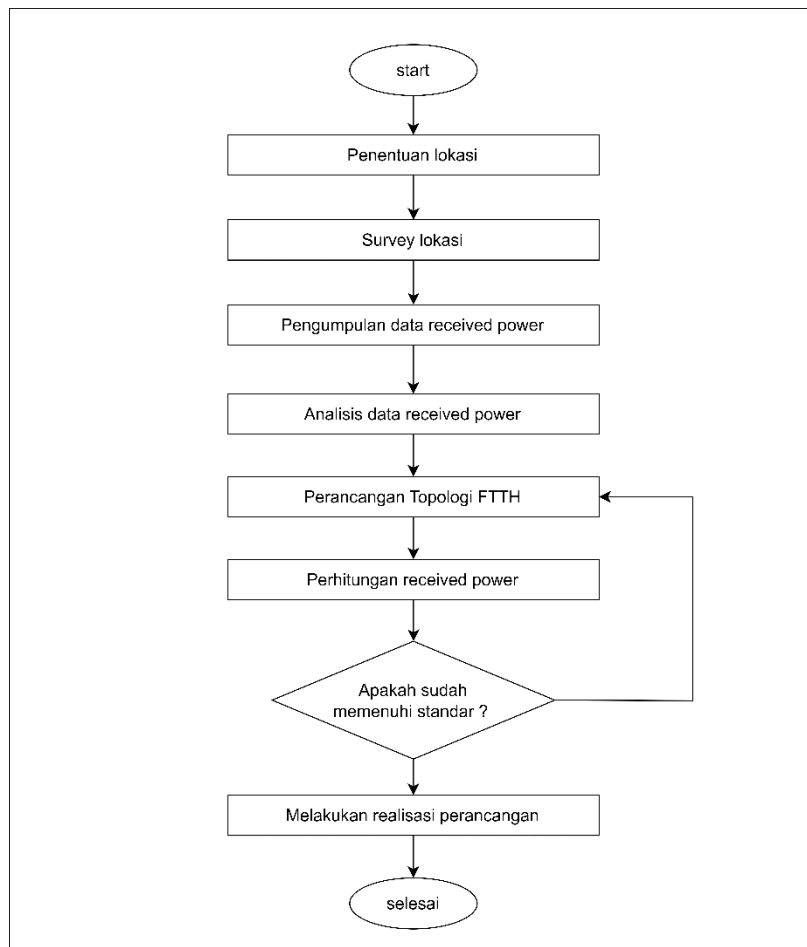 start
Penentuan lokasi
Survey lokasi
Pengumpulan data received power
Analisis data received power
Perancangan Topologi FTTH
Perhitungan received power
Apakah sudah
memenuhi standar ?
Melakukan realisasi perancangan
selesai